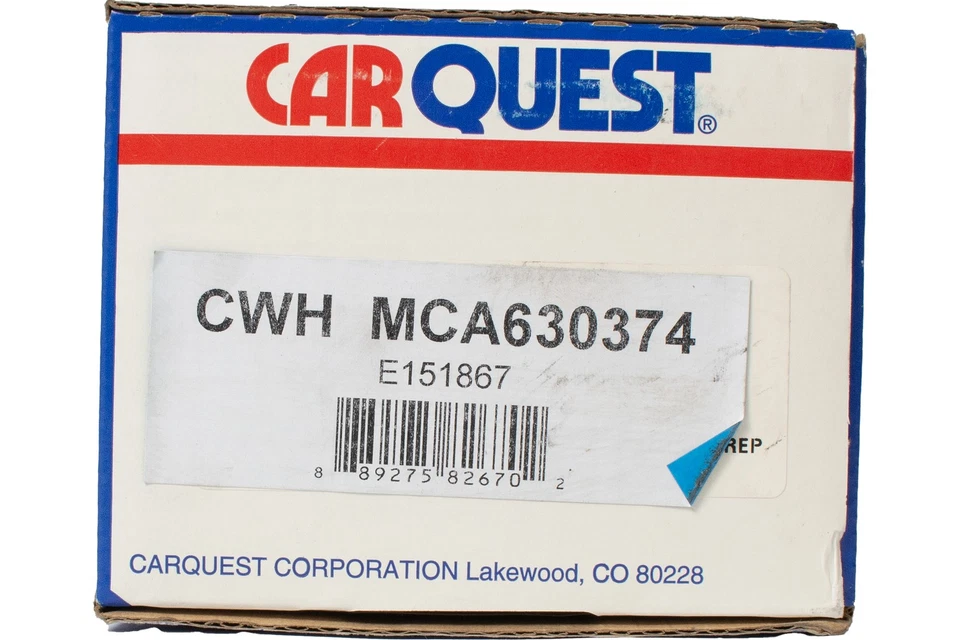 CARQUEST®
CWH MCA630374
E151867
8 89275 82670 2
REP
CARQUEST CORPORATION Lakewood, CO 80228